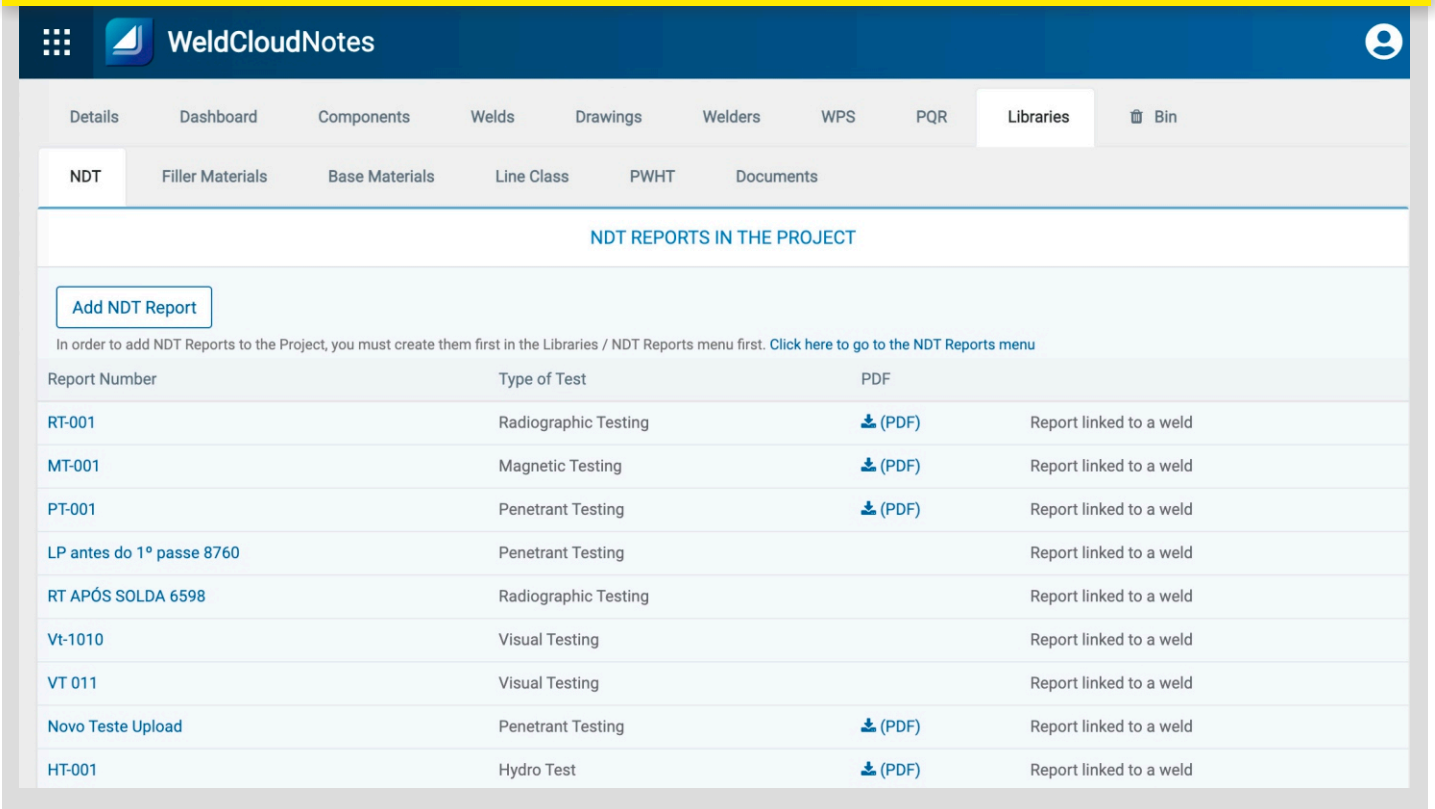 WeldCloudNotes
Details Dashboard Components Welds Drawings Welders WPS PQR Libraries Bin
NDT Filler Materials Base Materials Line Class PWHT Documents
NDT REPORTS IN THE PROJECT
Add NDT Report
In order to add NDT Reports to the Project, you must create them first in the Libraries / NDT Reports menu first. Click here to go to the NDT Reports menu
Report Number Type of Test PDF
RT-001 Radiographic Testing (PDF) Report linked to a weld
MT-001 Magnetic Testing (PDF) Report linked to a weld
PT-001 Penetrant Testing (PDF) Report linked to a weld
LP antes do 1º passe 8760 Penetrant Testing Report linked to a weld
RT APÓS SOLDA 6598 Radiographic Testing Report linked to a weld
Vt-1010 Visual Testing Report linked to a weld
VT 011 Visual Testing Report linked to a weld
Novo Teste Upload Penetrant Testing (PDF) Report linked to a weld
HT-001 Hydro Test (PDF) Report linked to a weld